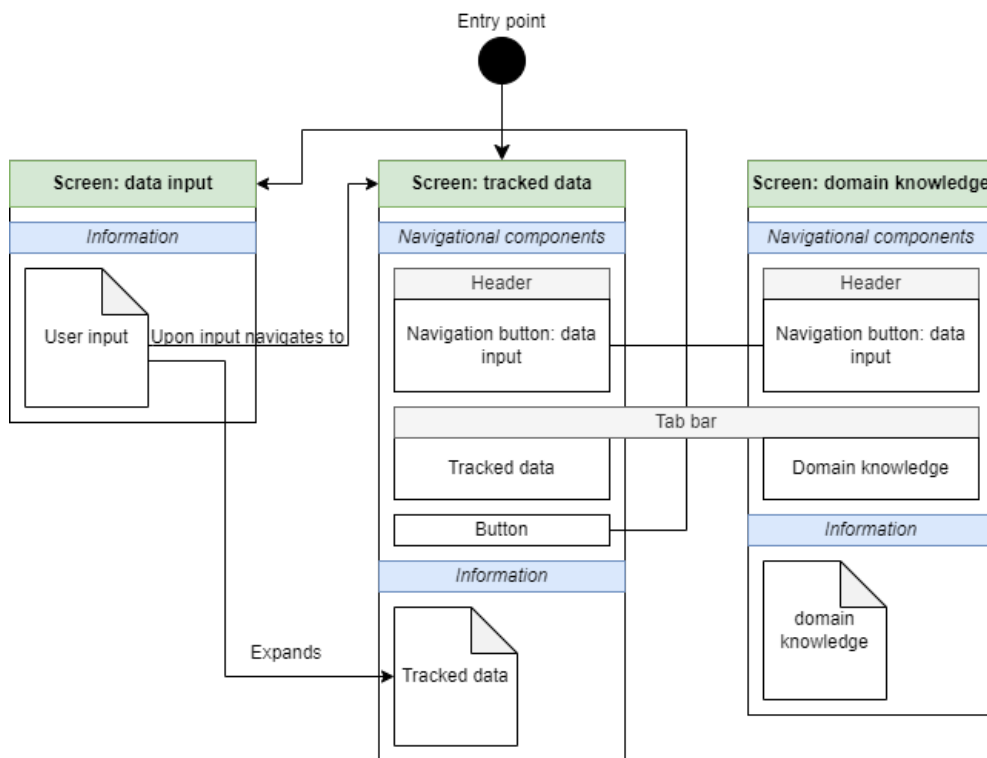 Entry point
Screen: data input
Screen: tracked data
Screen: domain knowledge
Information
Navigational components
Navigational components
Header
Header
User input
Upon input navigates to
Navigation button: data
input
Navigation button: data
input
Tab bar
Tracked data
Domain knowledge
Button
Information
Information
domain
knowledge
Expands
Tracked data